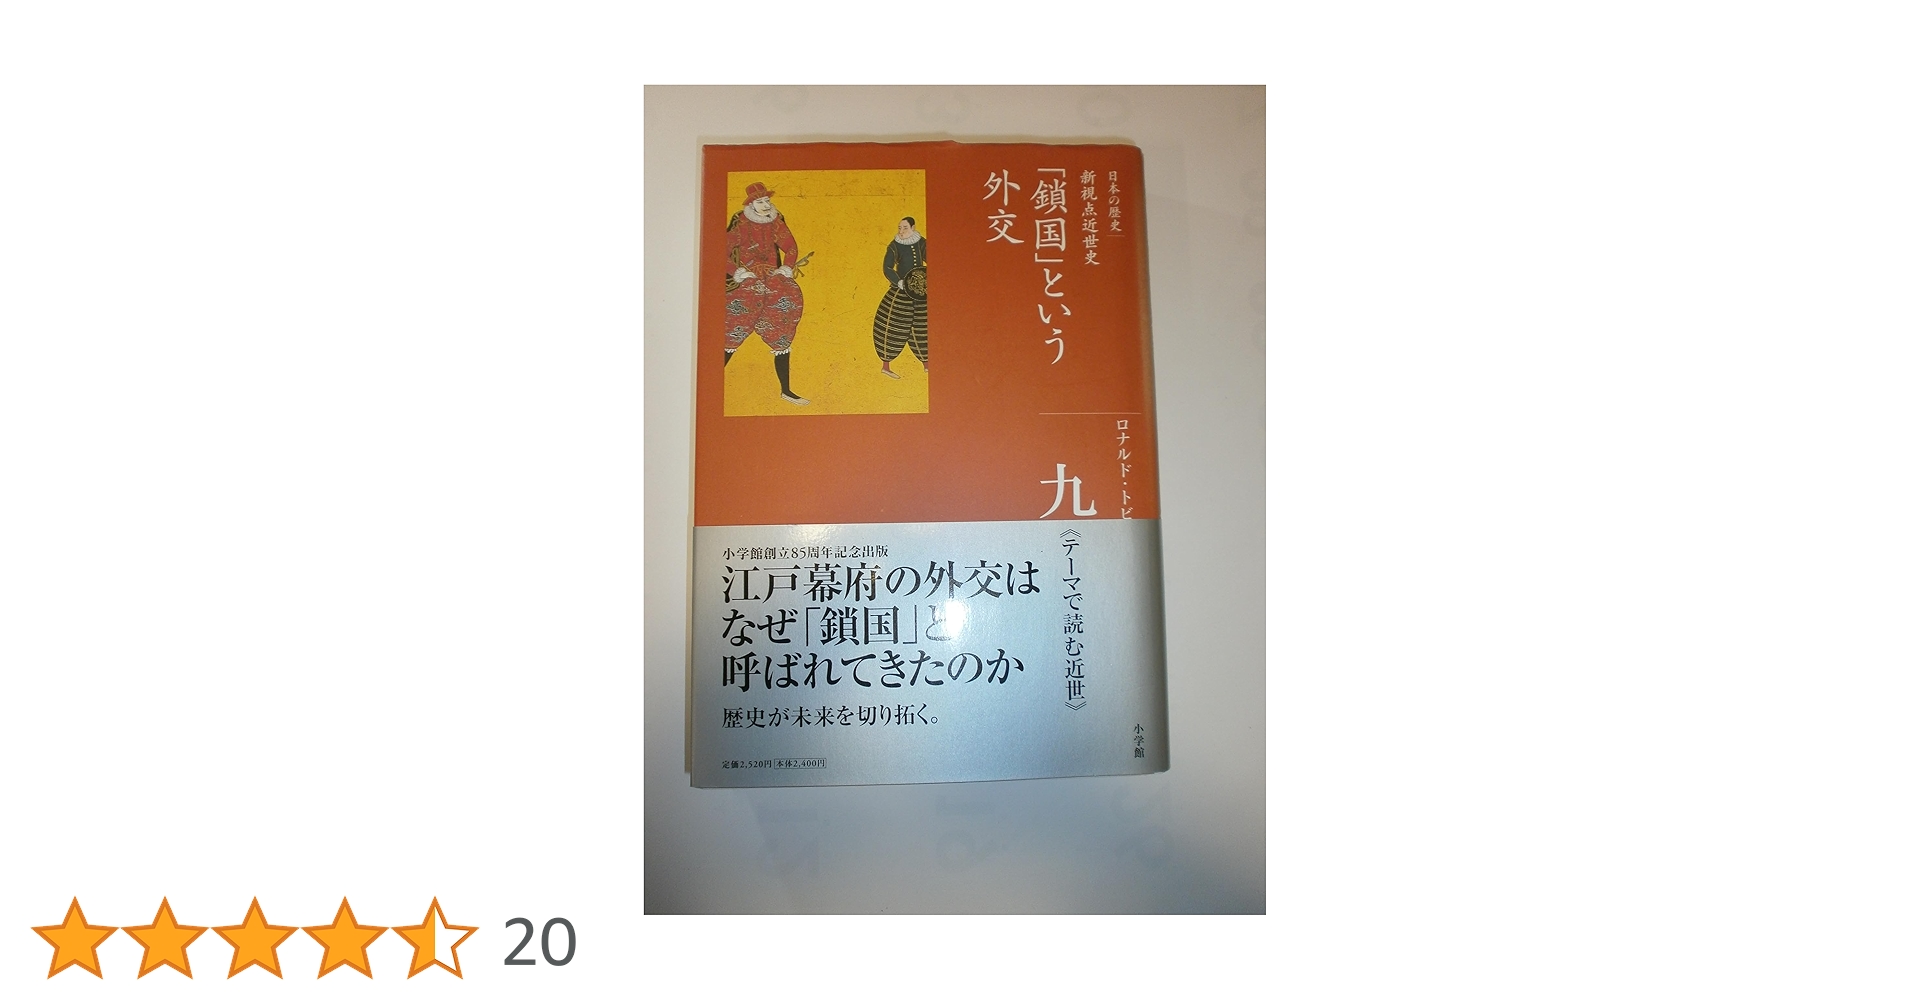 日本の歴史
新視点近世史
「鎖国」という
外交
ロナルド・トビ
九
《テーマで読む近世》
小学館創立85周年記念出版
江戸幕府の外交は
なぜ「鎖国」と
呼ばれてきたのか
歴史が未来を切り拓く。
定価2,520円 本体2,400円
小学館
20